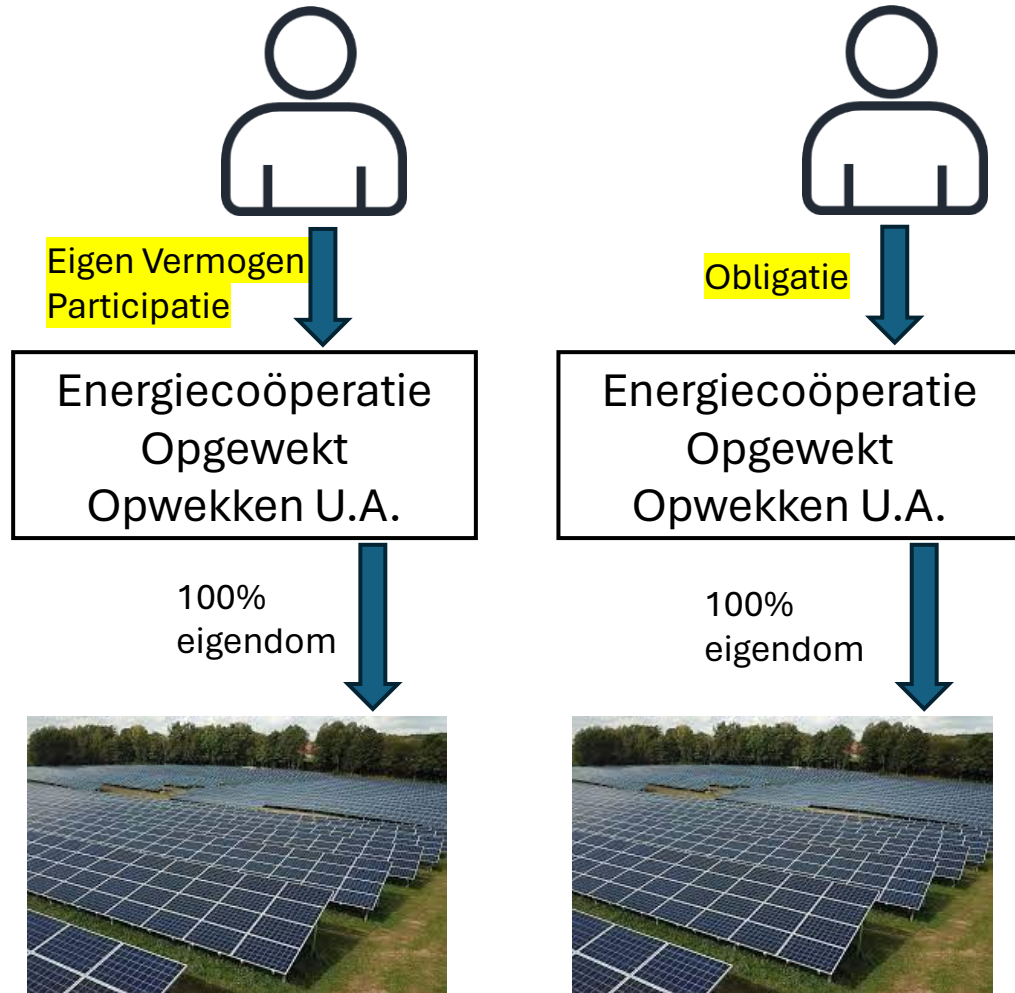 Eigen Vermogen
Participatie
Energiecoöperatie
Opgewekt
Opwekken U.A.
100%
eigendom
Obligatie
Energiecoöperatie
Opgewekt
Opwekken U.A.
100%
eigendom